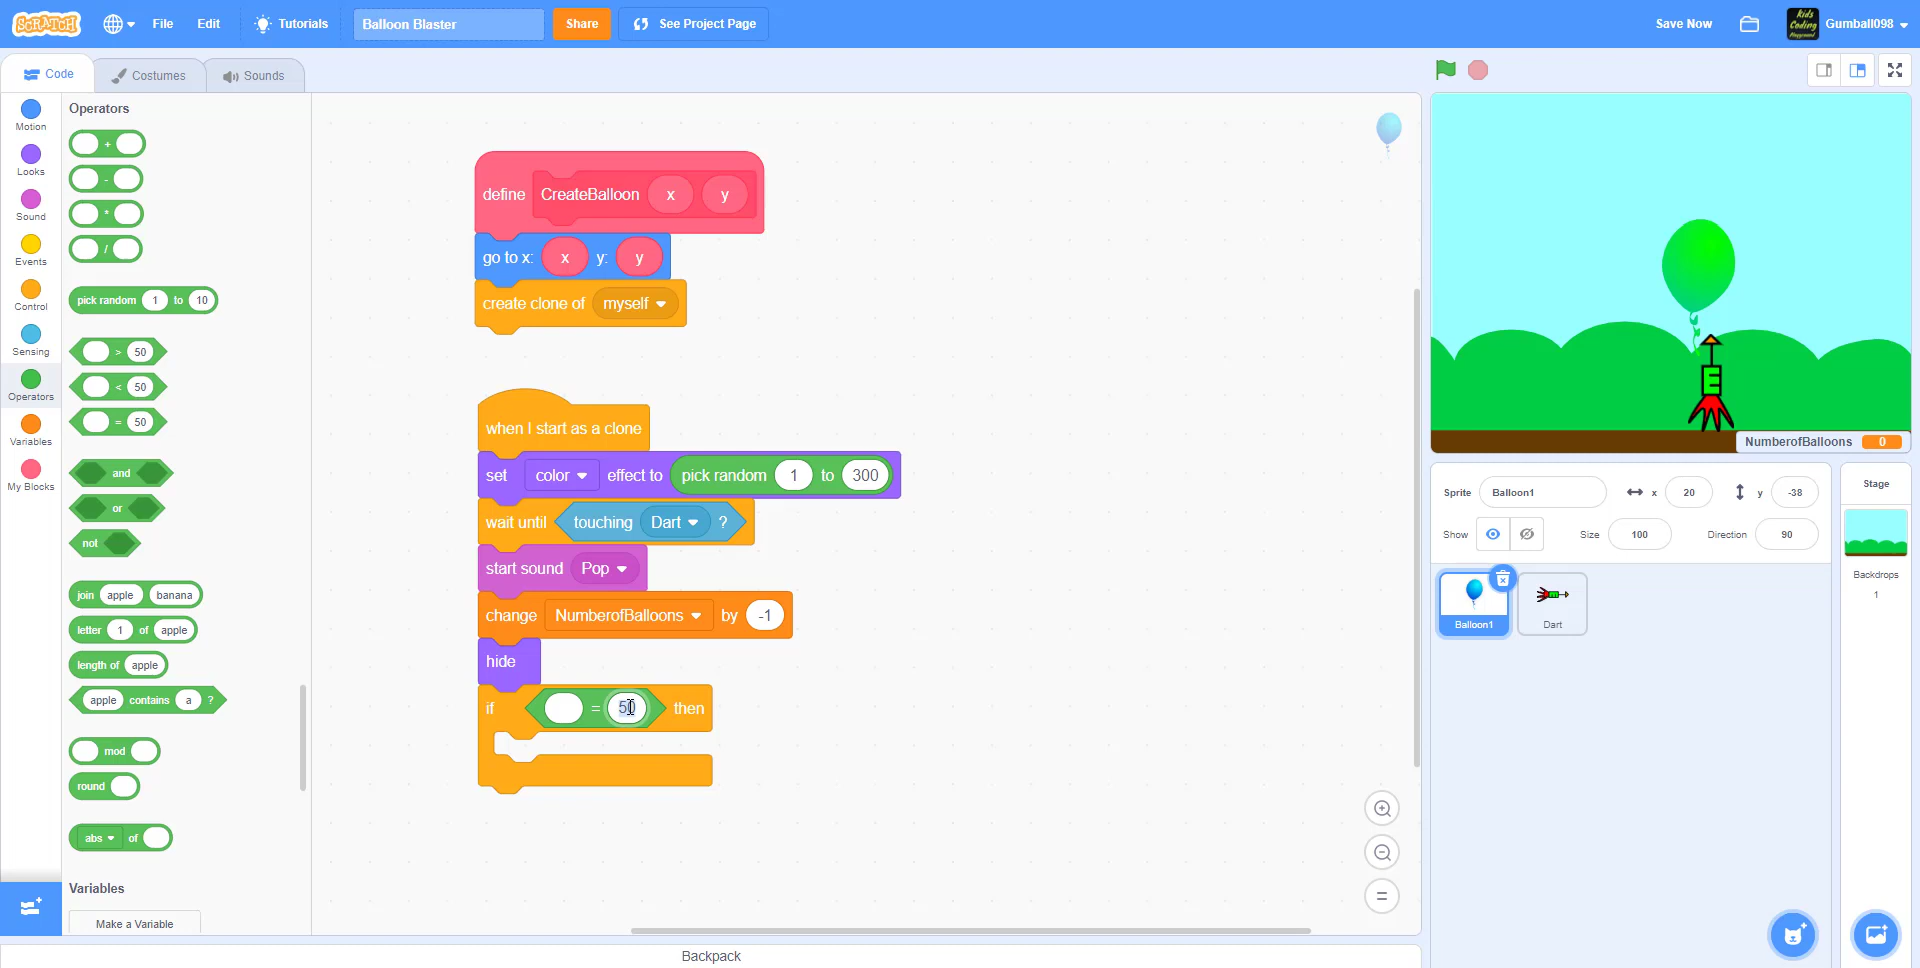 SCRATCH File Edit Tutorials Balloon Blaster Share See Project Page Save Now Kids Coding Playground Gumball098
Code Costumes Sounds
Motion
Looks
Sound
Events
Control
Sensing
Operators
Variables
My Blocks
Operators
+
-
*
/
pick random 1 to 10
> 50
< 50
= 50
and
or
not
join apple banana
letter 1 of apple
length of apple
apple contains a ?
mod
round
abs of
Variables
Make a Variable
define CreateBalloon x y
go to x: x y: y
create clone of myself
when I start as a clone
set color effect to pick random 1 to 300
wait until touching Dart ?
start sound Pop
change NumberofBalloons by -1
hide
if = 50 then
=
Backpack
E
NumberofBalloons 0
Sprite Balloon1 x 20 y -38
Show Size 100 Direction 90
Balloon1
Dart
Stage
Backdrops
1